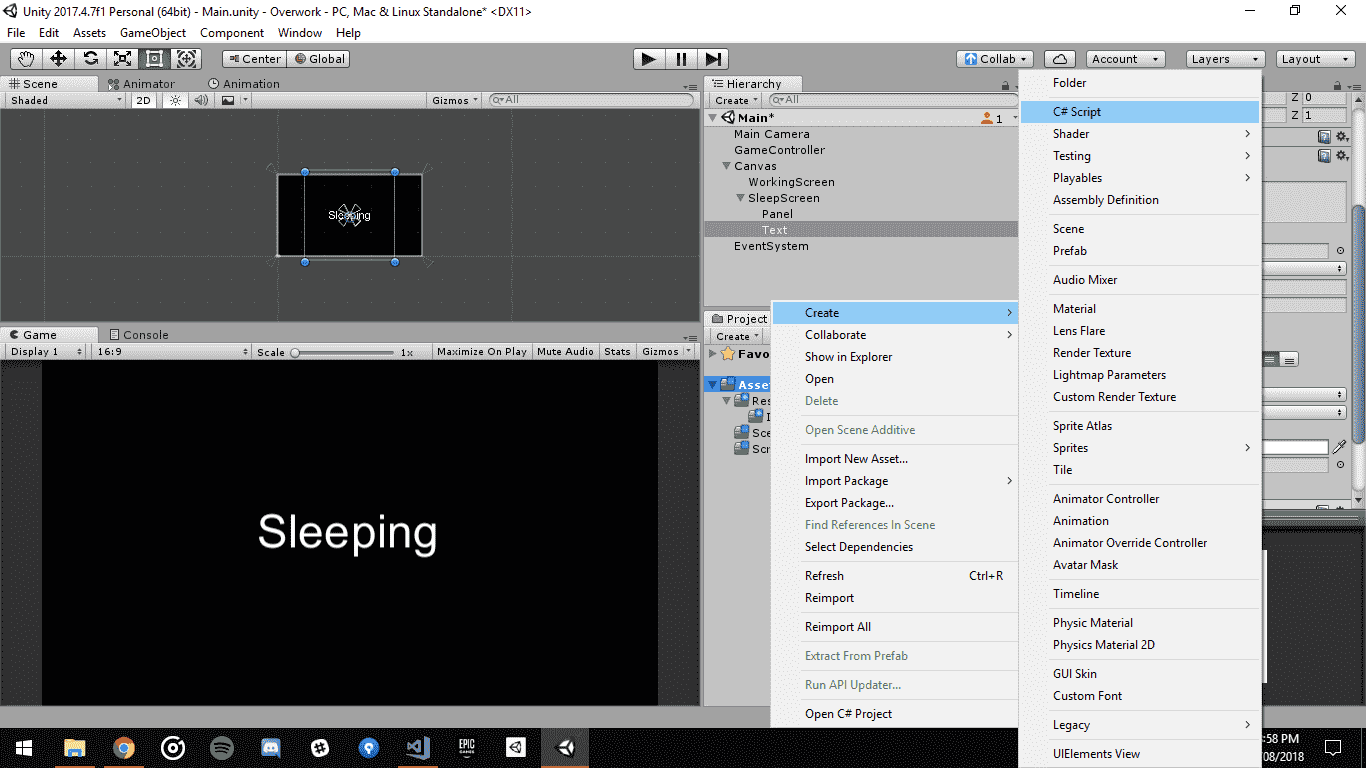 Unity 2017.4.7f1 Personal (64bit) - Main.unity - Overwork - PC, Mac & Linux Standalone* <DX11>
File Edit Assets GameObject Component Window Help
Center Global Collab Account Layers Layout
Scene Animator Animation
Shaded 2D Gizmos All
Hierarchy
Create All
Main* 1
Main Camera
GameController
Canvas
WorkingScreen
SleepScreen
Panel
Text
EventSystem
Sleeping
Game Console
Display 1 16:9 Scale 1x Maximize On Play Mute Audio Stats Gizmos
Sleeping
Project
Create
Favo
Asset
Res
Sce
Scr
Create
Collaborate
Show in Explorer
Open
Delete
Open Scene Additive
Import New Asset...
Import Package
Export Package...
Find References In Scene
Select Dependencies
Refresh Ctrl+R
Reimport
Reimport All
Extract From Prefab
Run API Updater...
Open C# Project
Folder
C# Script
Shader
Testing
Playables
Assembly Definition
Scene
Prefab
Audio Mixer
Material
Lens Flare
Render Texture
Lightmap Parameters
Custom Render Texture
Sprite Atlas
Sprites
Tile
Animator Controller
Animation
Animator Override Controller
Avatar Mask
Timeline
Physic Material
Physics Material 2D
GUI Skin
Custom Font
Legacy
UIElements View
Z 0
Z 1
EPIC
GAMES
:58 PM
/08/2018